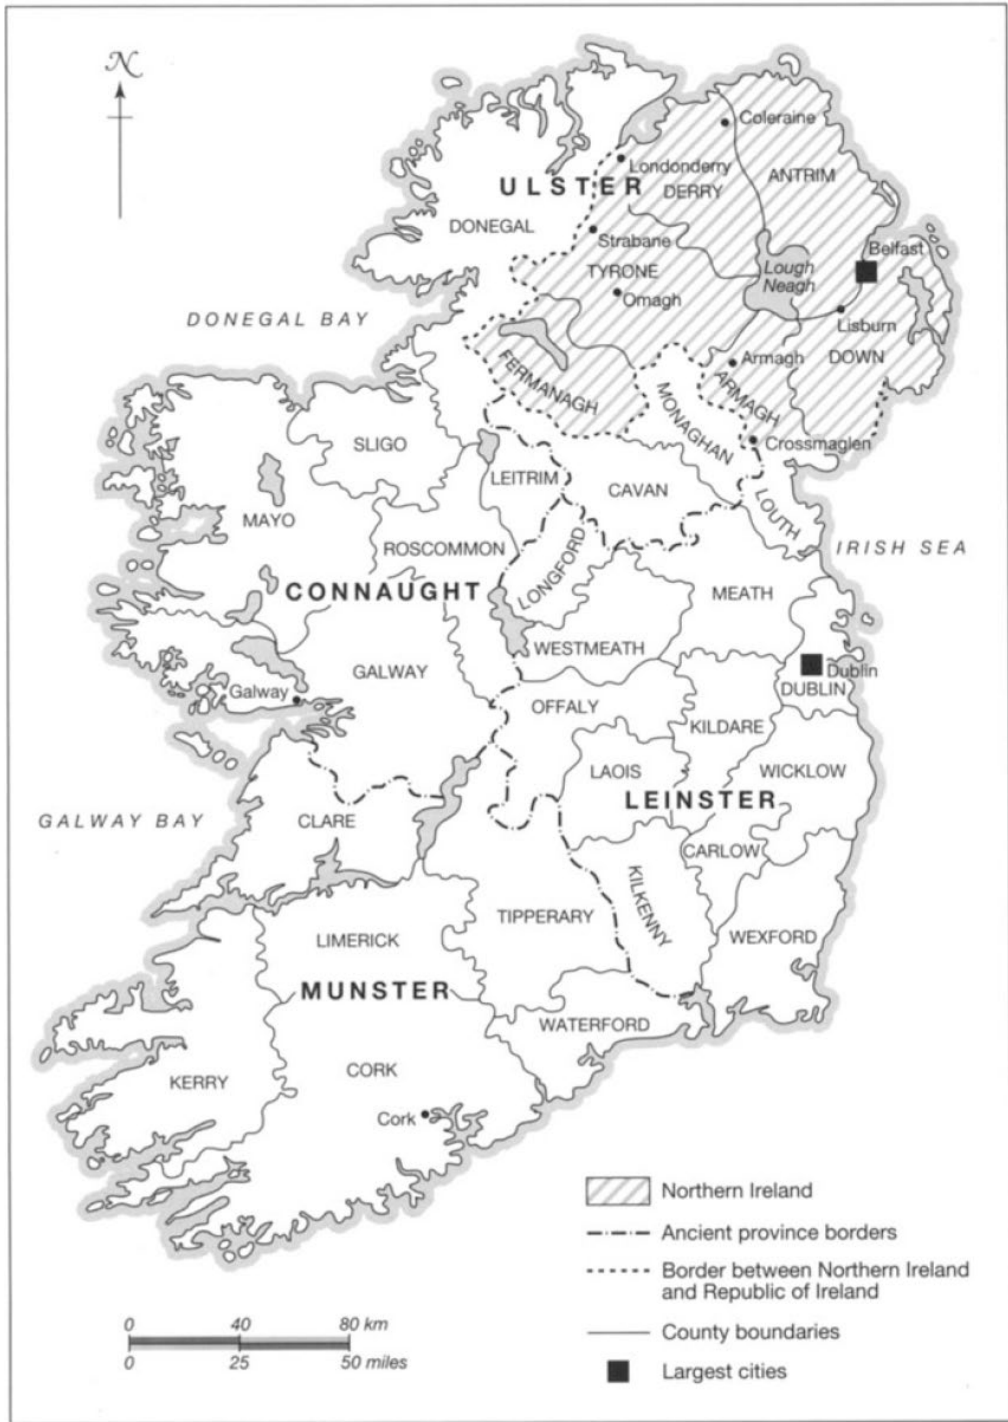 N
Coleraine
Londonderry
ULSTER
DERRY
ANTRIM
DONEGAL
Strabane
Belfast
TYRONE
Lough
Neagh
Omagh
DONEGAL BAY
Lisburn
Armagh
DOWN
FERMANAGH
ARMAGH
MONAGHAN
Crossmaglen
SLIGO
LEITRIM
CAVAN
LOUTH
MAYO
ROSCOMMON
IRISH SEA
LONGFORD
CONNAUGHT
MEATH
WESTMEATH
GALWAY
Dublin
DUBLIN
Galway
OFFALY
KILDARE
LAOIS
WICKLOW
LEINSTER
GALWAY BAY
CLARE
CARLOW
KILKENNY
TIPPERARY
LIMERICK
WEXFORD
MUNSTER
WATERFORD
CORK
KERRY
Cork
Northern Ireland
Ancient province borders
Border between Northern Ireland
and Republic of Ireland
County boundaries
Largest cities
0 40 80 km
0 25 50 miles